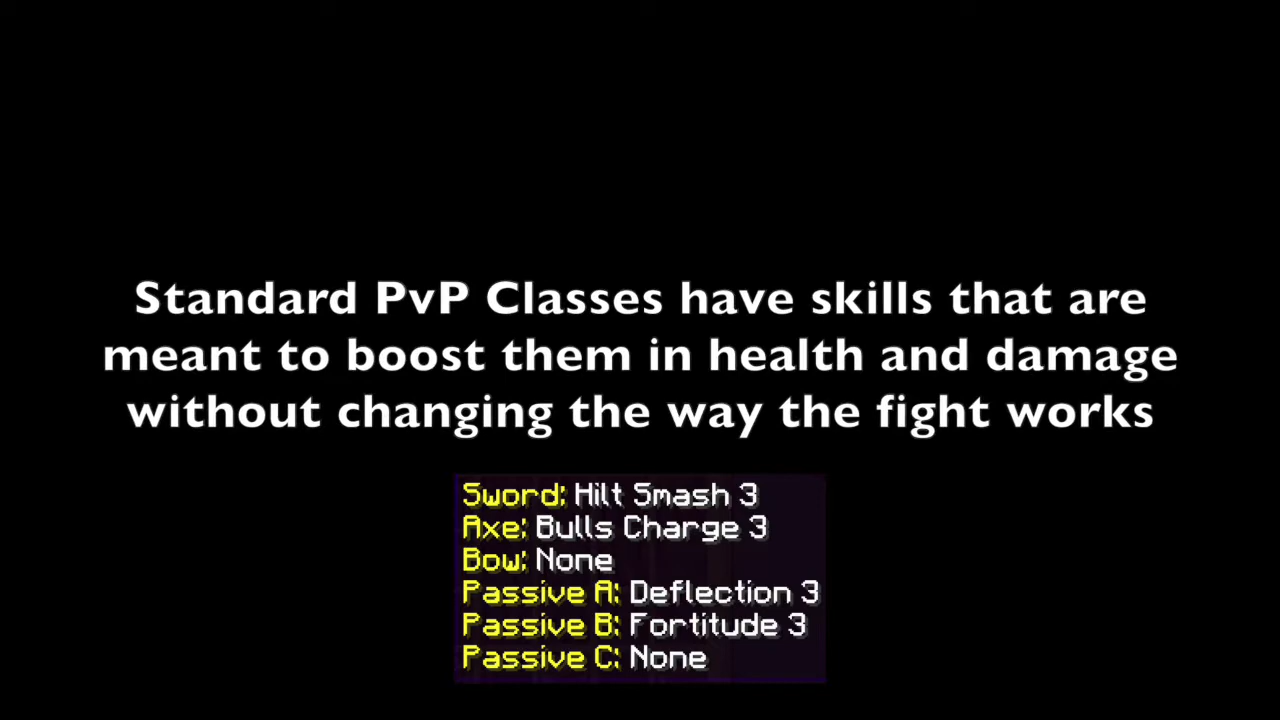 Standard PvP Classes have skills that are
meant to boost them in health and damage
without changing the way the fight works
Sword: Hilt Smash 3
Axe: Bulls Charge 3
Bow: None
Passive A: Deflection 3
Passive B: Fortitude 3
Passive C: None